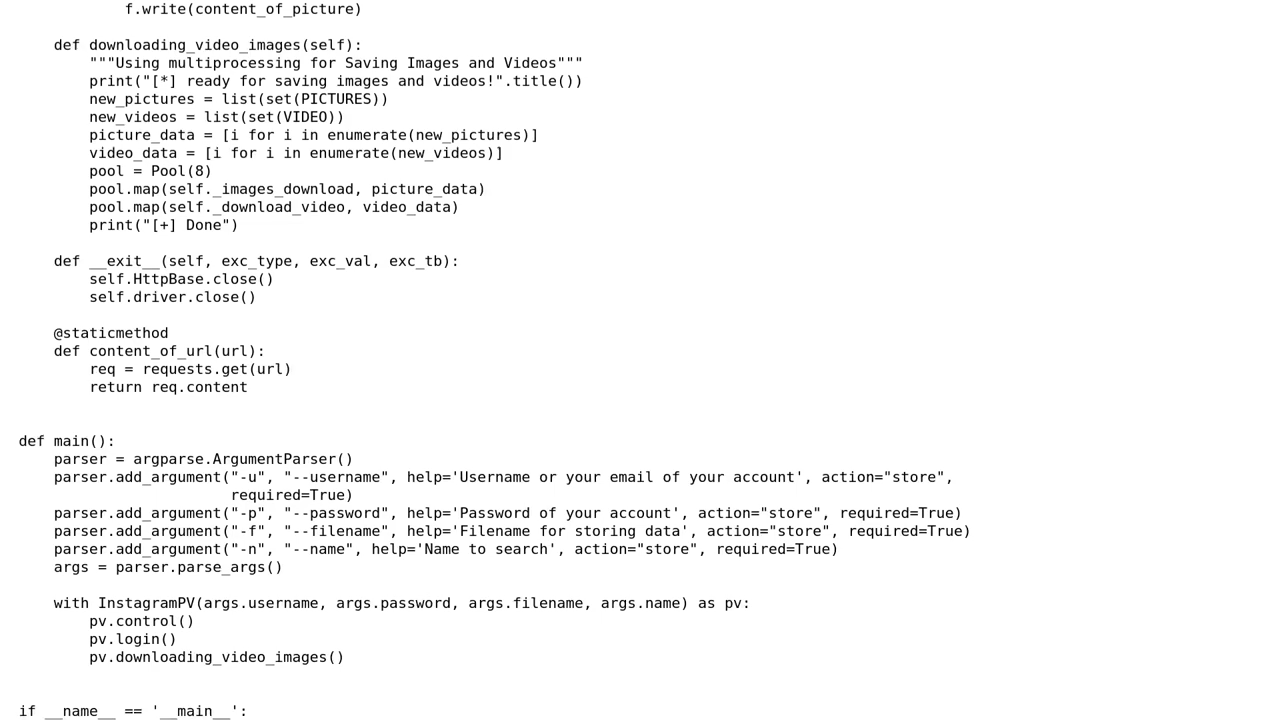 f.write(content_of_picture)

    def downloading_video_images(self):
        """Using multiprocessing for Saving Images and Videos"""
        print("[*] ready for saving images and videos!".title())
        new_pictures = list(set(PICTURES))
        new_videos = list(set(VIDEO))
        picture_data = [i for i in enumerate(new_pictures)]
        video_data = [i for i in enumerate(new_videos)]
        pool = Pool(8)
        pool.map(self._images_download, picture_data)
        pool.map(self._download_video, video_data)
        print("[+] Done")

    def __exit__(self, exc_type, exc_val, exc_tb):
        self.HttpBase.close()
        self.driver.close()

    @staticmethod
    def content_of_url(url):
        req = requests.get(url)
        return req.content


def main():
    parser = argparse.ArgumentParser()
    parser.add_argument("-u", "--username", help='Username or your email of your account', action="store",
                        required=True)
    parser.add_argument("-p", "--password", help='Password of your account', action="store", required=True)
    parser.add_argument("-f", "--filename", help='Filename for storing data', action="store", required=True)
    parser.add_argument("-n", "--name", help='Name to search', action="store", required=True)
    args = parser.parse_args()

    with InstagramPV(args.username, args.password, args.filename, args.name) as pv:
        pv.control()
        pv.login()
        pv.downloading_video_images()


if __name__ == '__main__':